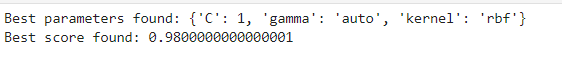 Best parameters found: {'C': 1, 'gamma': 'auto', 'kernel': 'rbf'}
Best score found: 0.9800000000000001